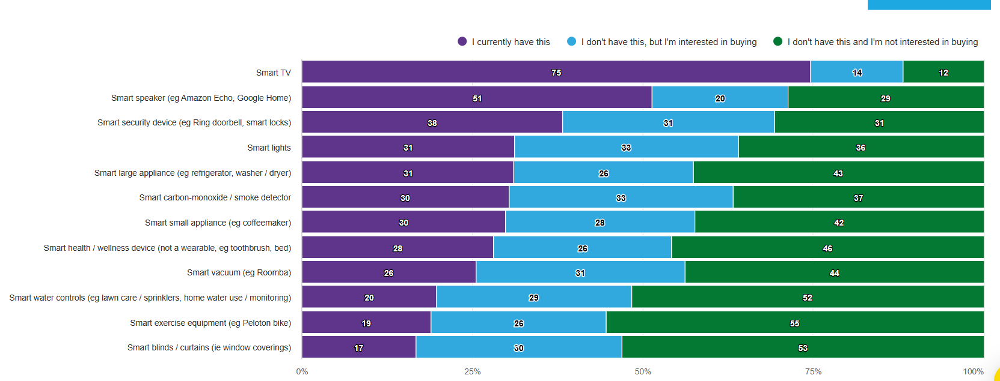 I currently have this I don't have this, but I'm interested in buying I don't have this and I'm not interested in buying
Smart TV 75 14 12
Smart speaker (eg Amazon Echo, Google Home) 51 20 29
Smart security device (eg Ring doorbell, smart locks) 38 31 31
Smart lights 31 33 36
Smart large appliance (eg refrigerator, washer / dryer) 31 26 43
Smart carbon-monoxide / smoke detector 30 33 37
Smart small appliance (eg coffeemaker) 30 28 42
Smart health / wellness device (not a wearable, eg toothbrush, bed) 28 26 46
Smart vacuum (eg Roomba) 26 31 44
Smart water controls (eg lawn care / sprinklers, home water use / monitoring) 20 29 52
Smart exercise equipment (eg Peloton bike) 19 26 55
Smart blinds / curtains (ie window coverings) 17 30 53
0% 25% 50% 75% 100%